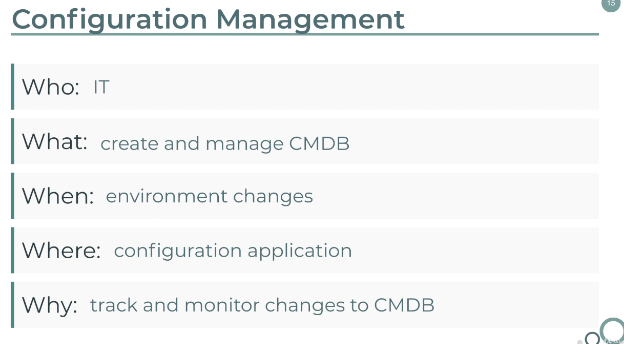 Configuration Management
15
Who: IT
What: create and manage CMDB
When: environment changes
Where: configuration application
Why: track and monitor changes to CMDB